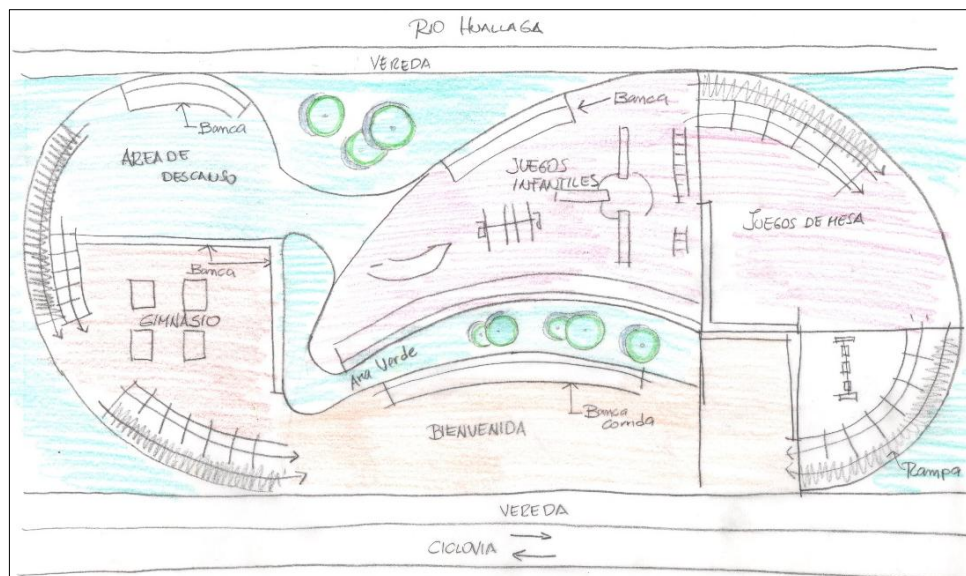 RIO HUALLAGA
VEREDA
Banca
Banca
AREA DE
DESCANSO
JUEGOS
INFANTILES
JUEGOS DE MESA
Banca
GIMNASIO
Area Verde
Banca
corrida
BIENVENIDA
Rampa
VEREDA
CICLOVIA